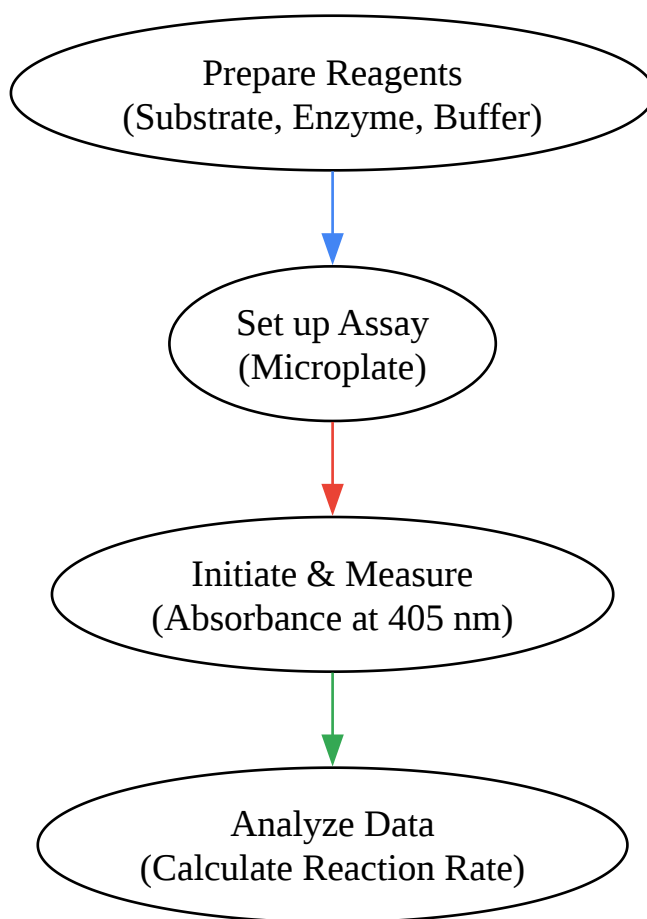 Prepare Reagents
(Substrate, Enzyme, Buffer)
Set up Assay
(Microplate)
Initiate & Measure
(Absorbance at 405 nm)
Analyze Data
(Calculate Reaction Rate)